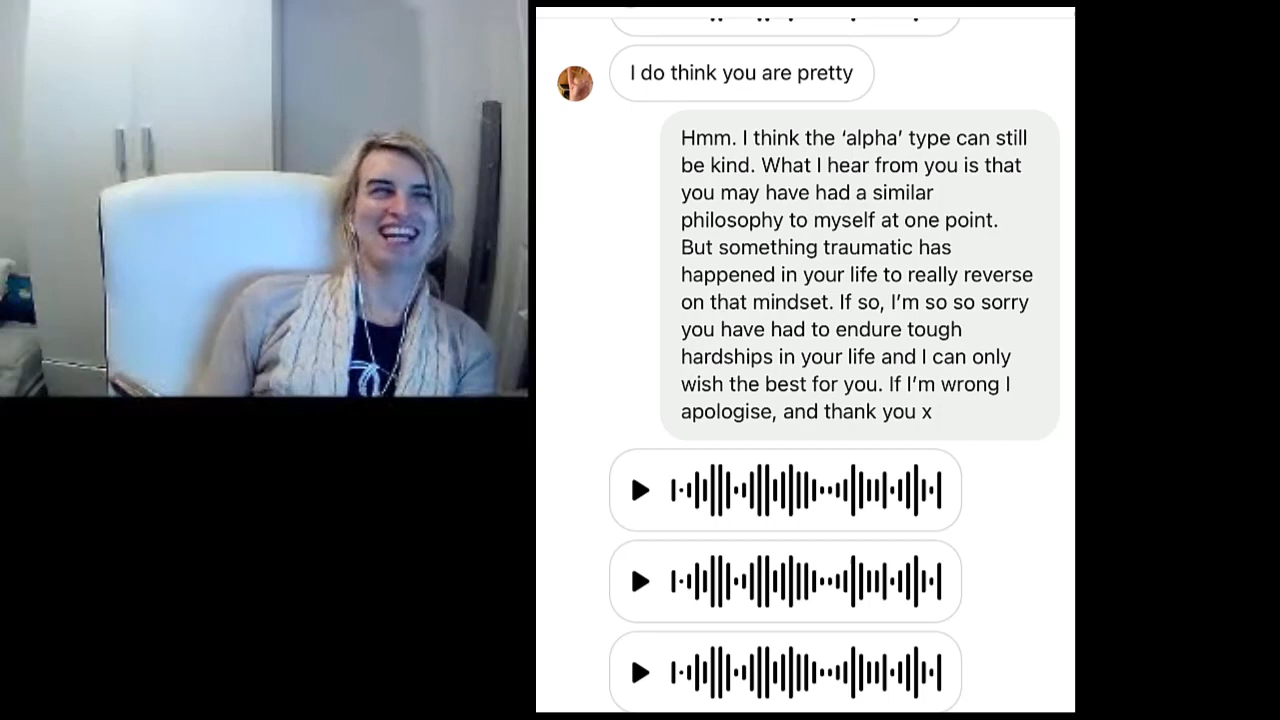 I do think you are pretty
Hmm. I think the ‘alpha’ type can still
be kind. What I hear from you is that
you may have had a similar
philosophy to myself at one point.
But something traumatic has
happened in your life to really reverse
on that mindset. If so, I’m so so sorry
you have had to endure tough
hardships in your life and I can only
wish the best for you. If I’m wrong I
apologise, and thank you x